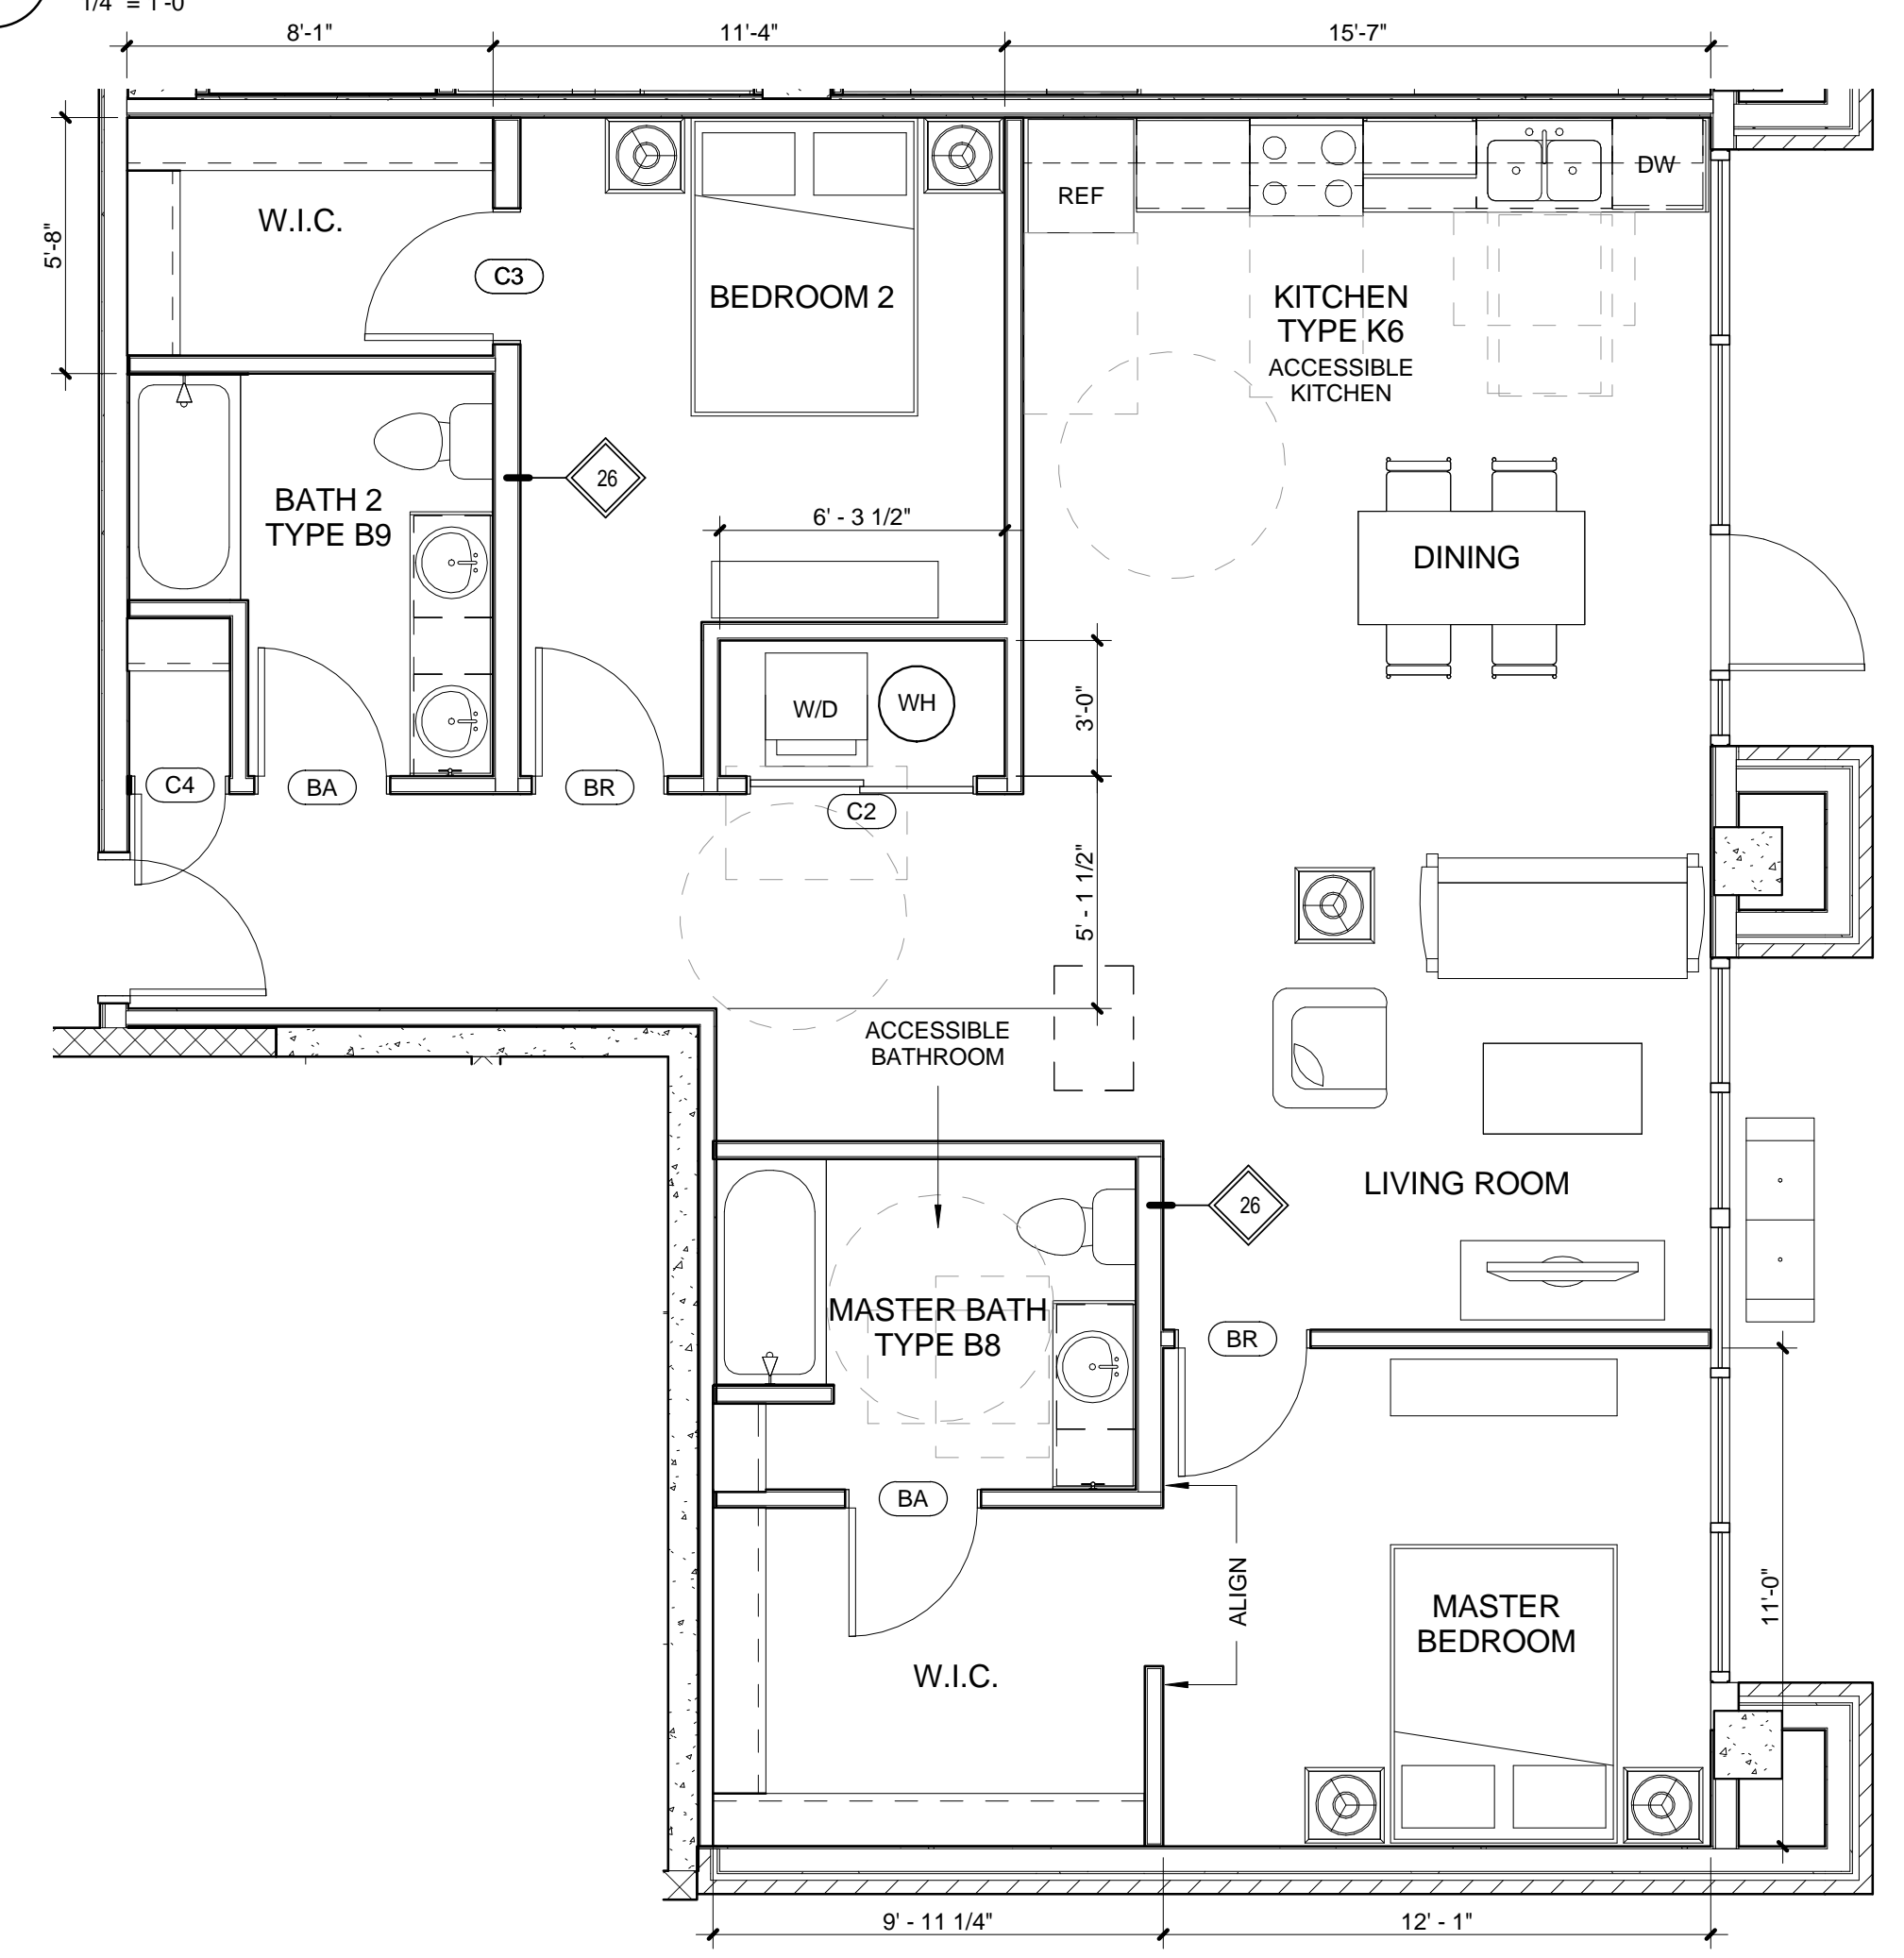 1/4" = 1'-0"
8'-1"
11'-4"
15'-7"
5'-8"
W.I.C.
C3
BEDROOM 2
REF
DW
KITCHEN
TYPE K6
ACCESSIBLE
KITCHEN
BATH 2
TYPE B9
26
6' - 3 1/2"
DINING
W/D
WH
3'-0"
C4
BA
BR
C2
5' - 1 1/2"
ACCESSIBLE
BATHROOM
LIVING ROOM
26
MASTER BATH
TYPE B8
BR
BA
ALIGN
11'-0"
MASTER
BEDROOM
W.I.C.
9' - 11 1/4"
12' - 1"